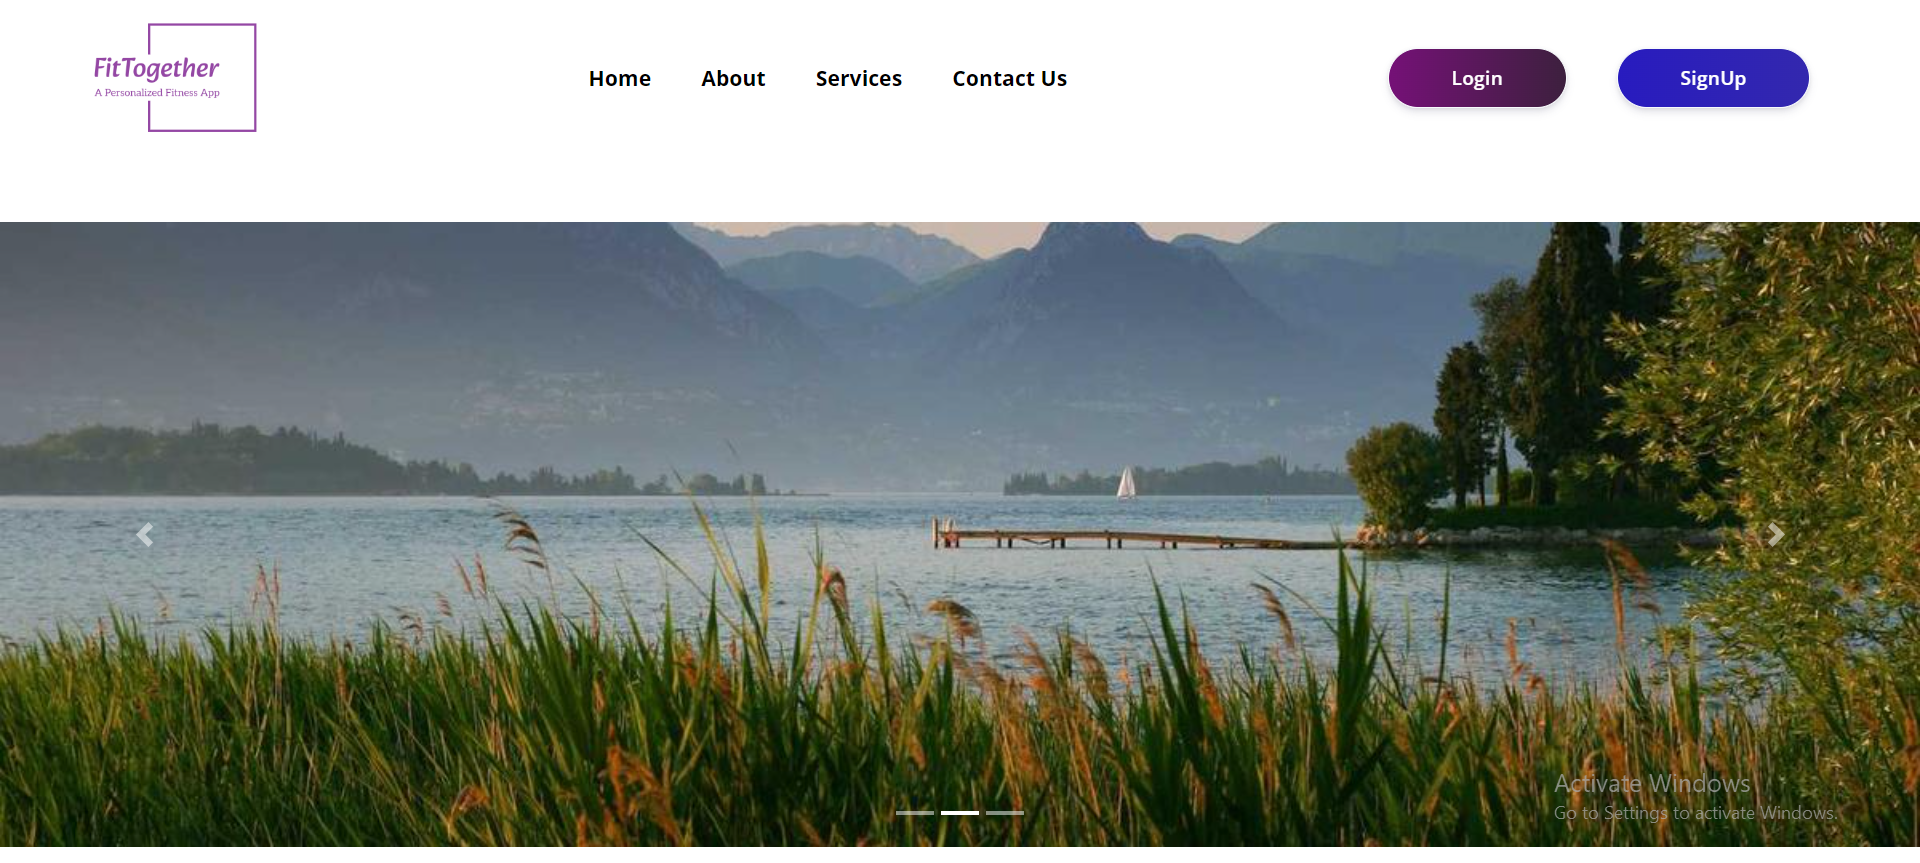 FitTogether
A Personalized Fitness App
Home
About
Services
Contact Us
Login
SignUp
Activate Windows
Go to Settings to activate Windows.